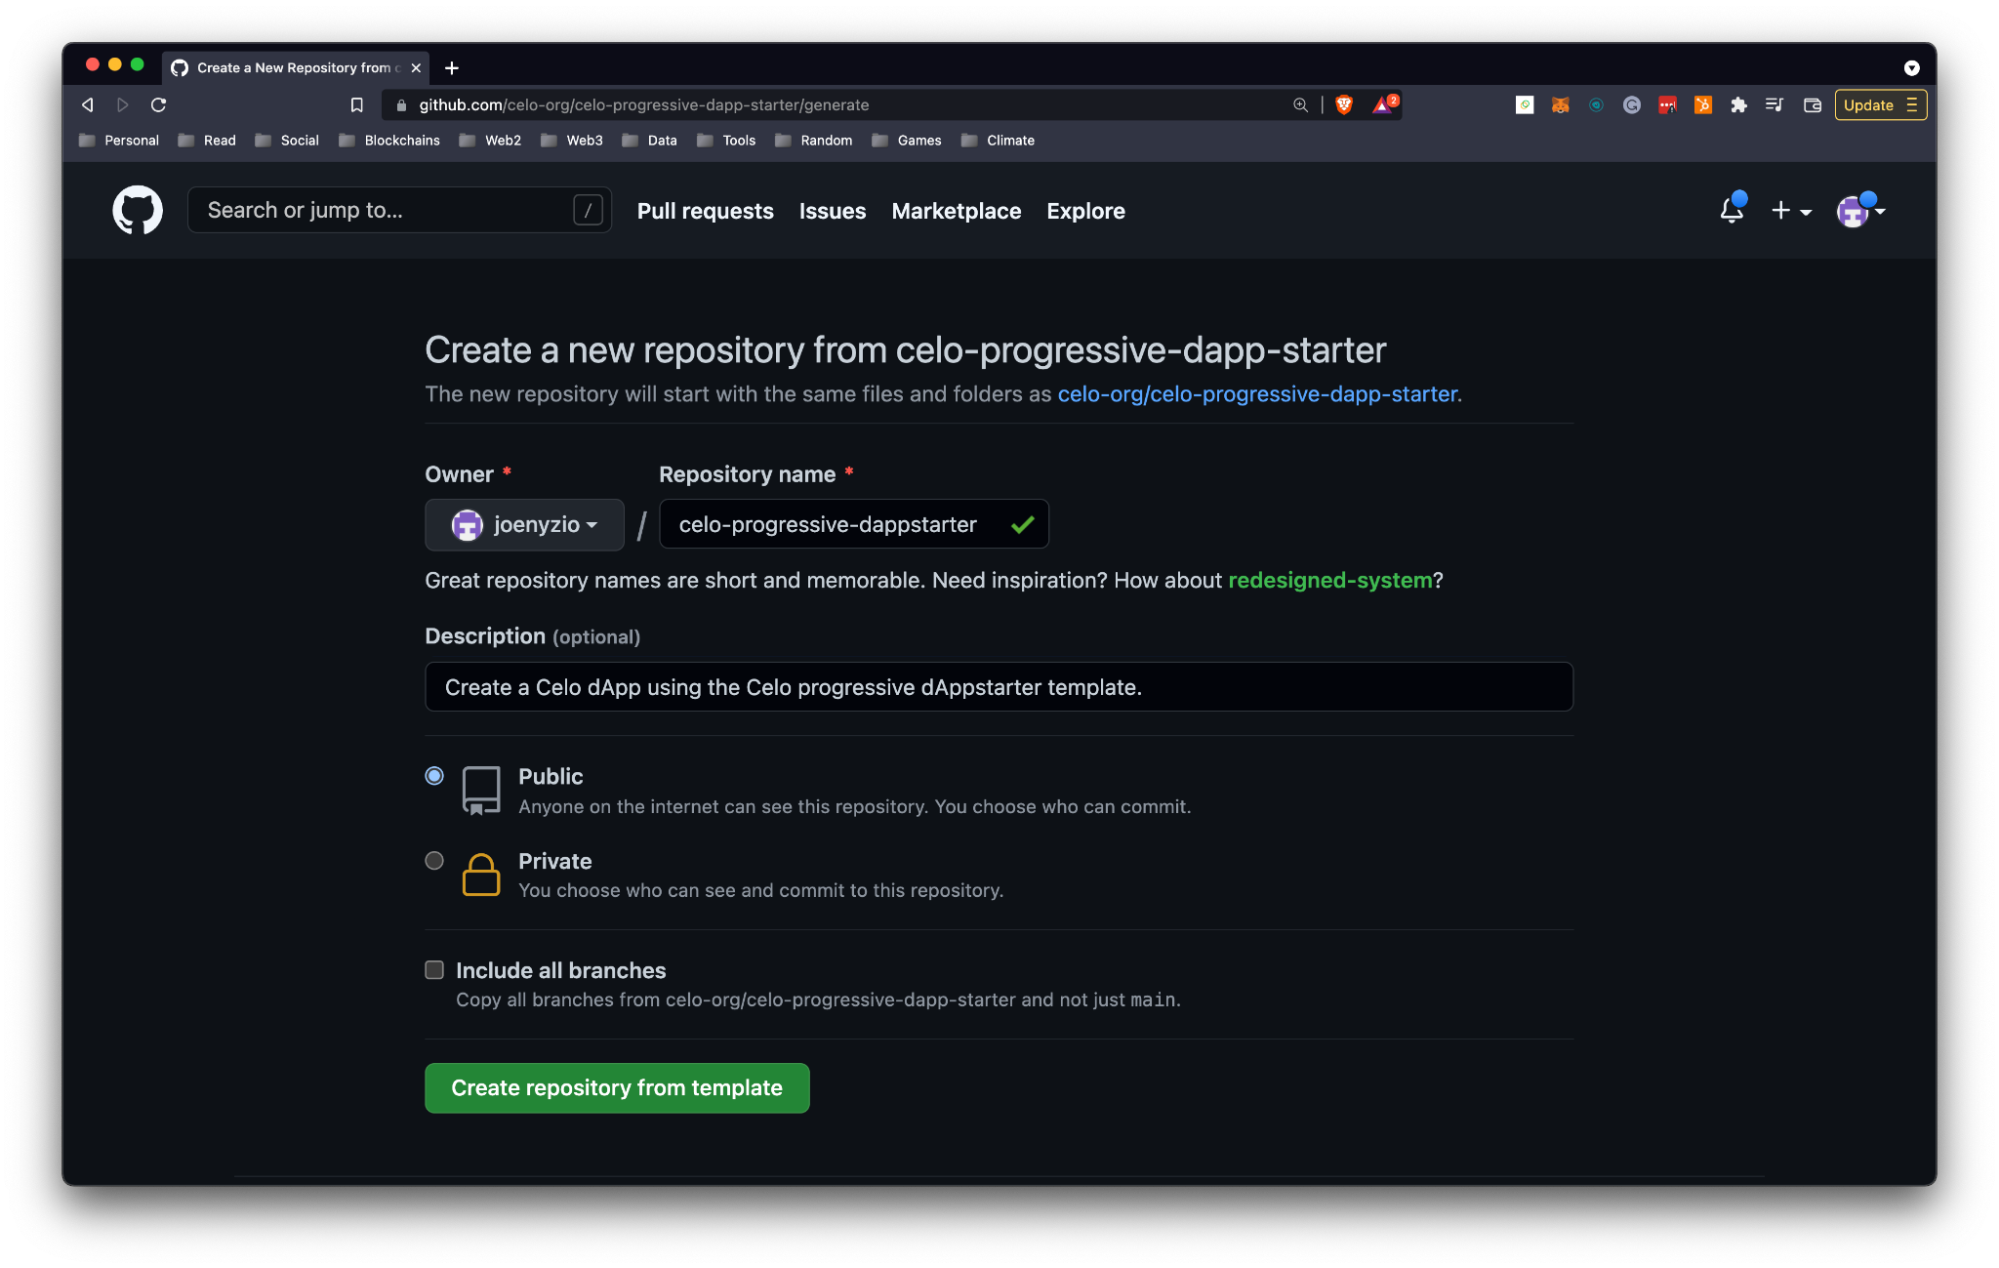 Create a New Repository from c
github.com/celo-org/celo-progressive-dapp-starter/generate
2
Update
Personal Read Social Blockchains Web2 Web3 Data Tools Random Games Climate
Search or jump to... /
Pull requests Issues Marketplace Explore
Create a new repository from celo-progressive-dapp-starter
The new repository will start with the same files and folders as celo-org/celo-progressive-dapp-starter.
Owner * Repository name *
joenyzio / celo-progressive-dappstarter
Great repository names are short and memorable. Need inspiration? How about redesigned-system?
Description (optional)
Create a Celo dApp using the Celo progressive dAppstarter template.
Public
Anyone on the internet can see this repository. You choose who can commit.
Private
You choose who can see and commit to this repository.
Include all branches
Copy all branches from celo-org/celo-progressive-dapp-starter and not just main.
Create repository from template